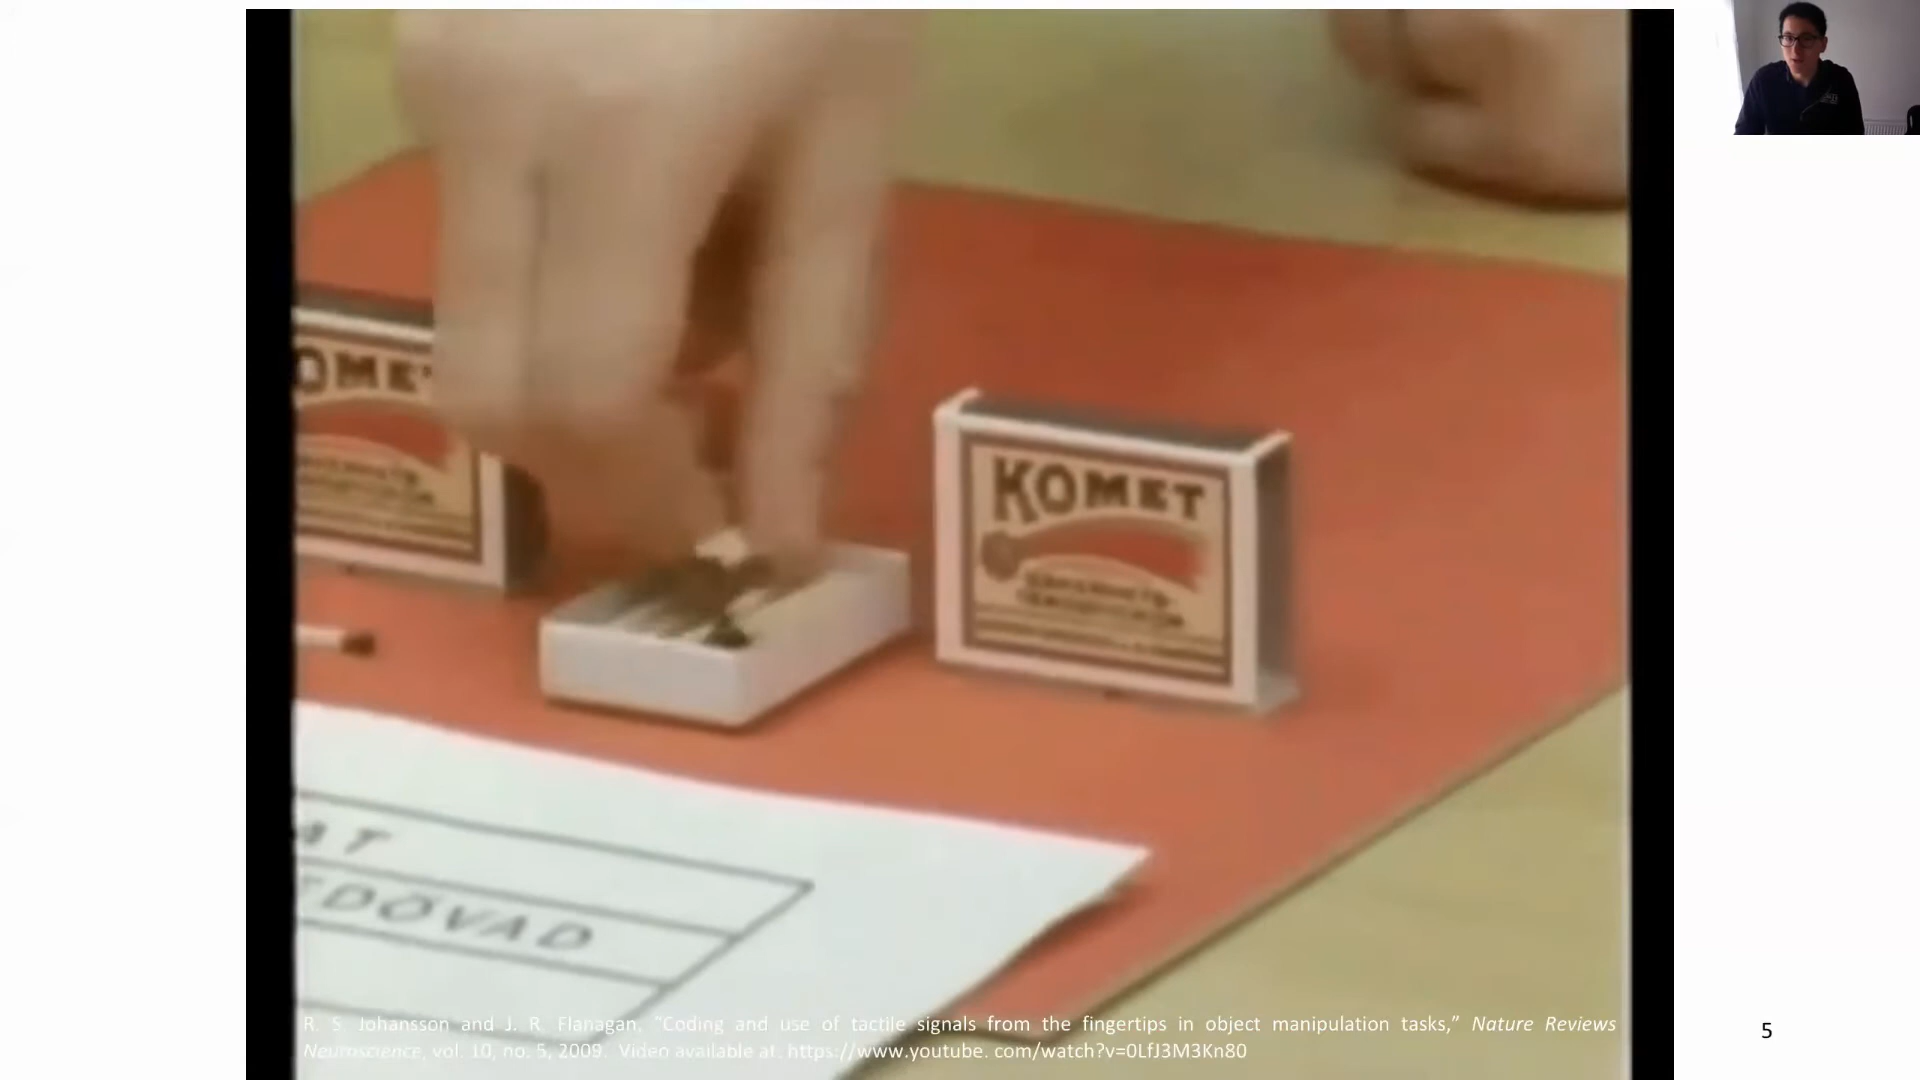 OMET
KOMET
AT
DÖVAD
R. S. Johansson and J. R. Flanagan, "Coding and use of tactile signals from the fingertips in object manipulation tasks," Nature Reviews
Neuroscience, vol. 10, no. 5, 2009. Video available at: https://www.youtube. com/watch?v=0LfJ3M3Kn80
5